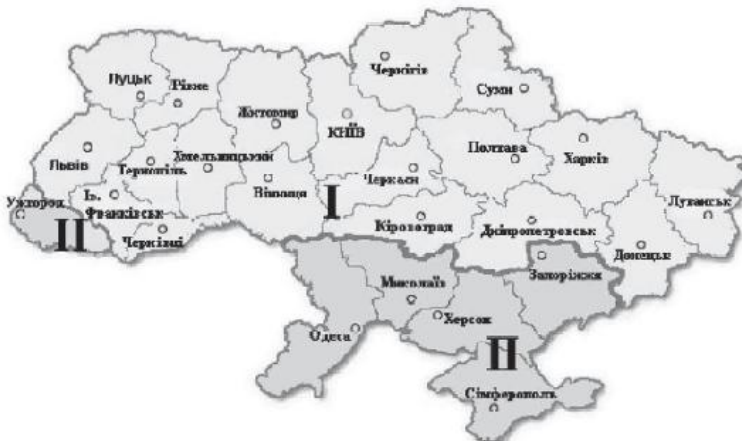 Луцьк
Рівне
Чернігів
Суми
Житомир
КИЇВ
Львів
Тернопіль
Хмельницький
Вінниця
Черкаси
Полтава
Харків
Ужгород
Ів.
Франківськ
Чернівці
І
ІІ
Кіровоград
Дніпропетровськ
Донецьк
Луганськ
Запоріжжя
Миколаїв
Херсон
Одеса
ІІ
Сімферополь